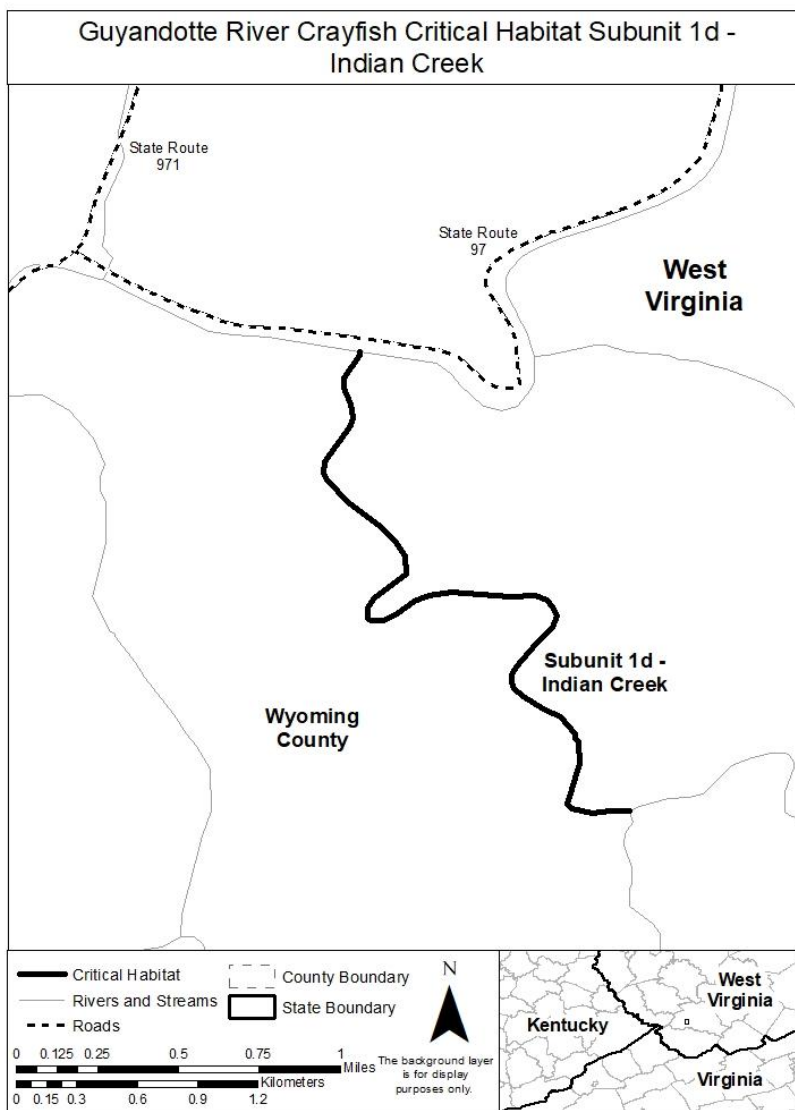 Guyandotte River Crayfish Critical Habitat Subunit 1d -
Indian Creek
State Route
971
State Route
97
West
Virginia
Subunit 1d -
Indian Creek
Wyoming
County
Critical Habitat
Rivers and Streams
Roads
County Boundary
State Boundary
0 0.125 0.25 0.5 0.75 1
Miles
Kilometers
0 0.15 0.3 0.6 0.9 1.2
N
The background layer
is for display
purposes only.
West
Virginia
Kentucky
Virginia